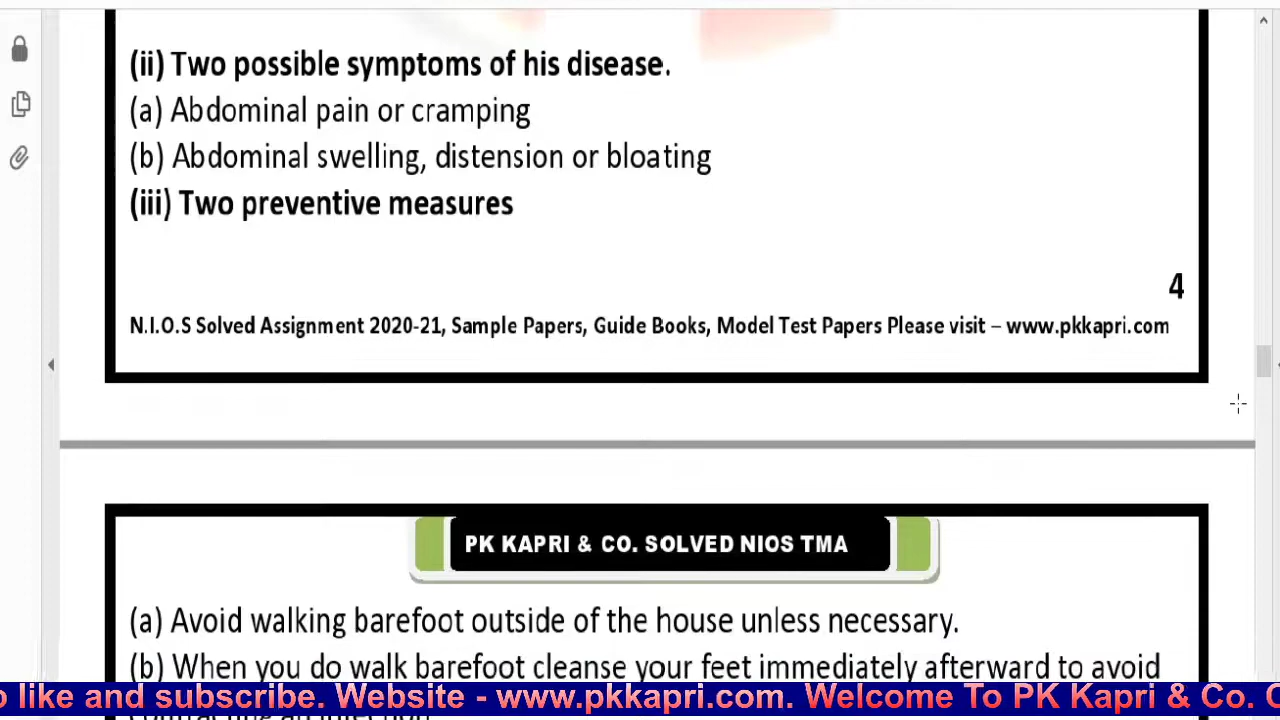 (ii) Two possible symptoms of his disease.
(a) Abdominal pain or cramping
(b) Abdominal swelling, distension or bloating
(iii) Two preventive measures
4
N.I.O.S Solved Assignment 2020-21, Sample Papers, Guide Books, Model Test Papers Please visit – www.pkkapri.com
PK KAPRI & CO. SOLVED NIOS TMA
(a) Avoid walking barefoot outside of the house unless necessary.
(b) When you do walk barefoot cleanse your feet immediately afterward to avoid
contracting an infection
o like and subscribe. Website - www.pkkapri.com. Welcome To PK Kapri & Co. C